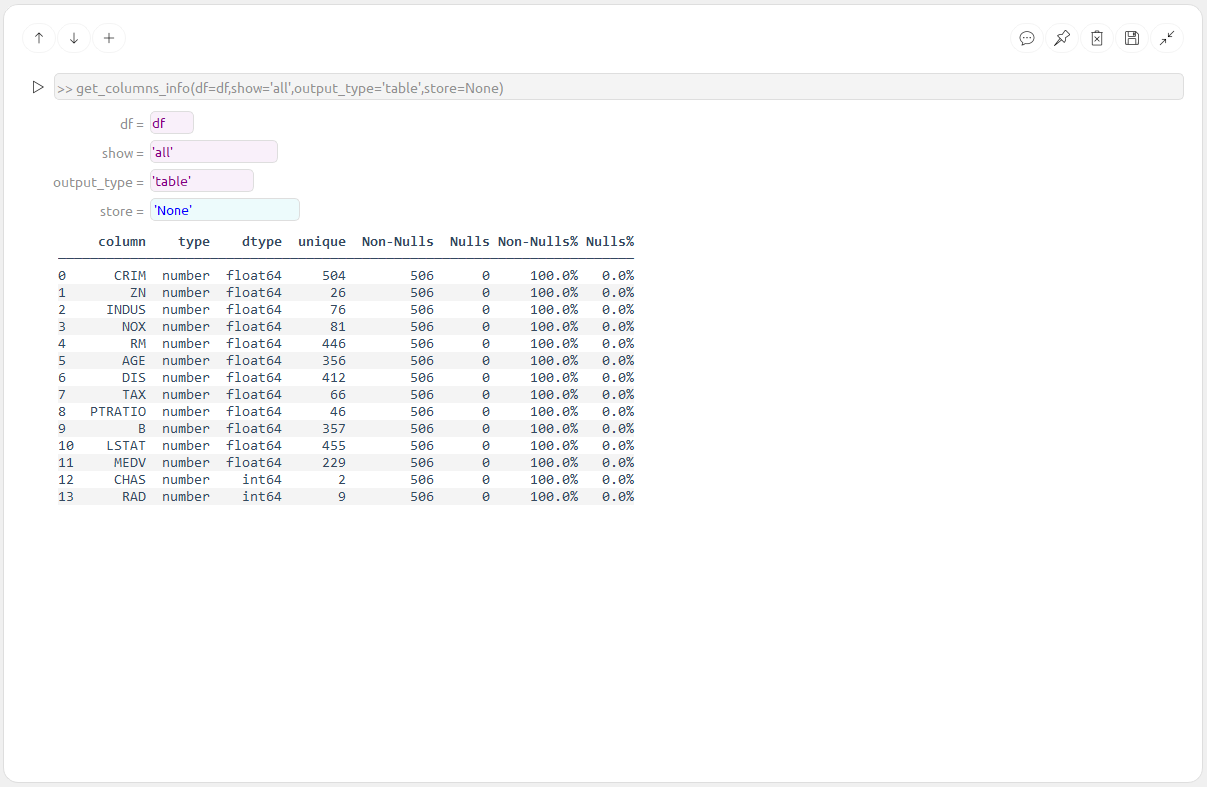 >> get_columns_info(df=df,show='all',output_type='table',store=None)
df = df
show = 'all'
output_type = 'table'
store = 'None'
column type dtype unique Non-Nulls Nulls Non-Nulls% Nulls%
0 CRIM number float64 504 506 0 100.0% 0.0%
1 ZN number float64 26 506 0 100.0% 0.0%
2 INDUS number float64 76 506 0 100.0% 0.0%
3 NOX number float64 81 506 0 100.0% 0.0%
4 RM number float64 446 506 0 100.0% 0.0%
5 AGE number float64 356 506 0 100.0% 0.0%
6 DIS number float64 412 506 0 100.0% 0.0%
7 TAX number float64 66 506 0 100.0% 0.0%
8 PTRATIO number float64 46 506 0 100.0% 0.0%
9 B number float64 357 506 0 100.0% 0.0%
10 LSTAT number float64 455 506 0 100.0% 0.0%
11 MEDV number float64 229 506 0 100.0% 0.0%
12 CHAS number int64 2 506 0 100.0% 0.0%
13 RAD number int64 9 506 0 100.0% 0.0%